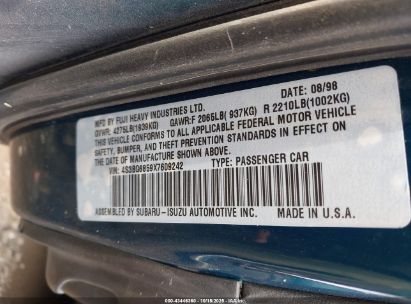 MFD. BY FUJI HEAVY INDUSTRIES LTD. 08/98
GVWR: 4275LB(1939KG) GAWR:F 2065LB( 937KG) R 2210LB(1002KG)
THIS VEHICLE CONFORMS TO ALL APPLICABLE FEDERAL MOTOR VEHICLE
SAFETY, BUMPER, AND THEFT PREVENTION STANDARDS IN EFFECT ON
THE DATE OF MANUFACTURE SHOWN ABOVE.
VIN: 4S3BG6859X7609242 TYPE: PASSENGER CAR
ASSEMBLED BY SUBARU-ISUZU AUTOMOTIVE INC. MADE IN U.S.A.